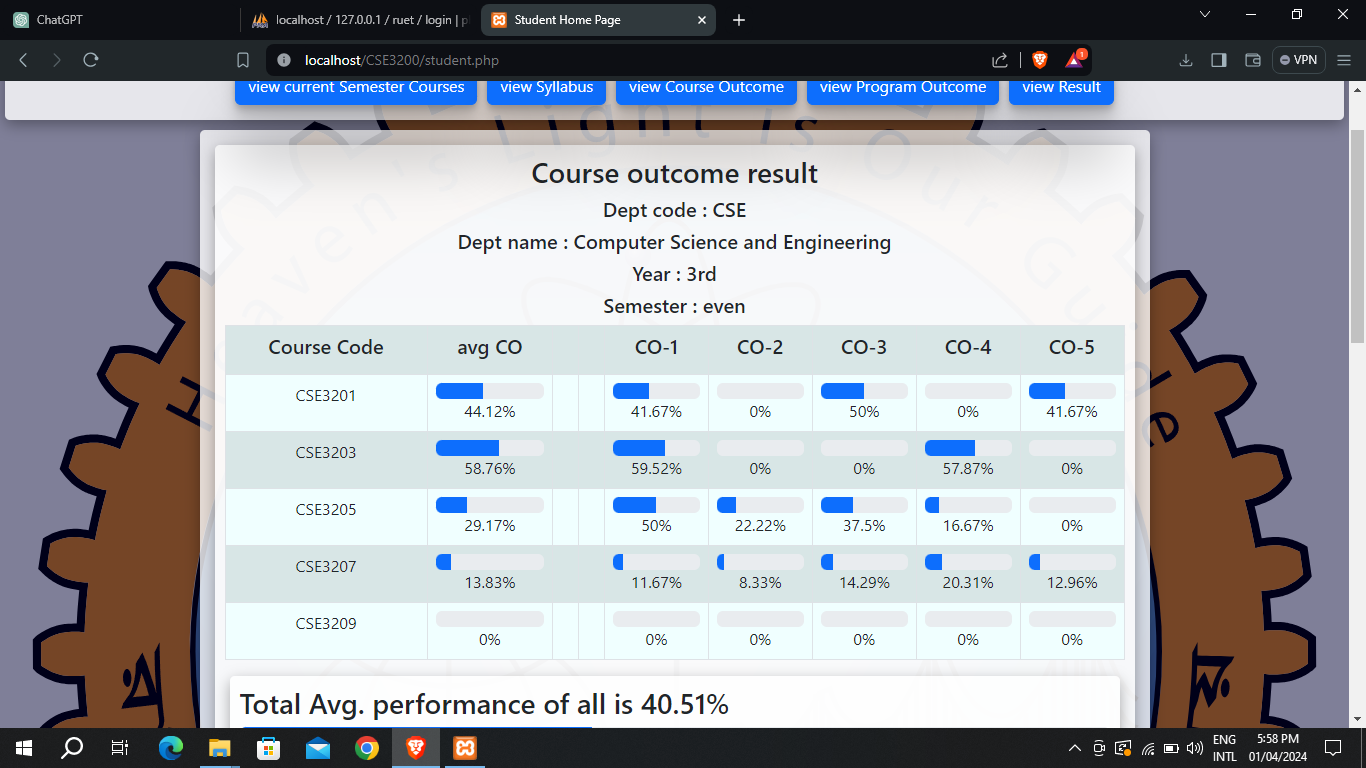 ChatGPT
localhost / 127.0.0.1 / ruet / login | p
Student Home Page
localhost/CSE3200/student.php
1
VPN
view current Semester Courses
view Syllabus
view Course Outcome
view Program Outcome
view Result
Heaven's Light is Our Guide
Course outcome result
Dept code : CSE
Dept name : Computer Science and Engineering
Year : 3rd
Semester : even
Course Code avg CO CO-1 CO-2 CO-3 CO-4 CO-5
CSE3201 44.12% 41.67% 0% 50% 0% 41.67%
CSE3203 58.76% 59.52% 0% 0% 57.87% 0%
CSE3205 29.17% 50% 22.22% 37.5% 16.67% 0%
CSE3207 13.83% 11.67% 8.33% 14.29% 20.31% 12.96%
CSE3209 0% 0% 0% 0% 0% 0%
Total Avg. performance of all is 40.51%
ENG
INTL
5:58 PM
01/04/2024